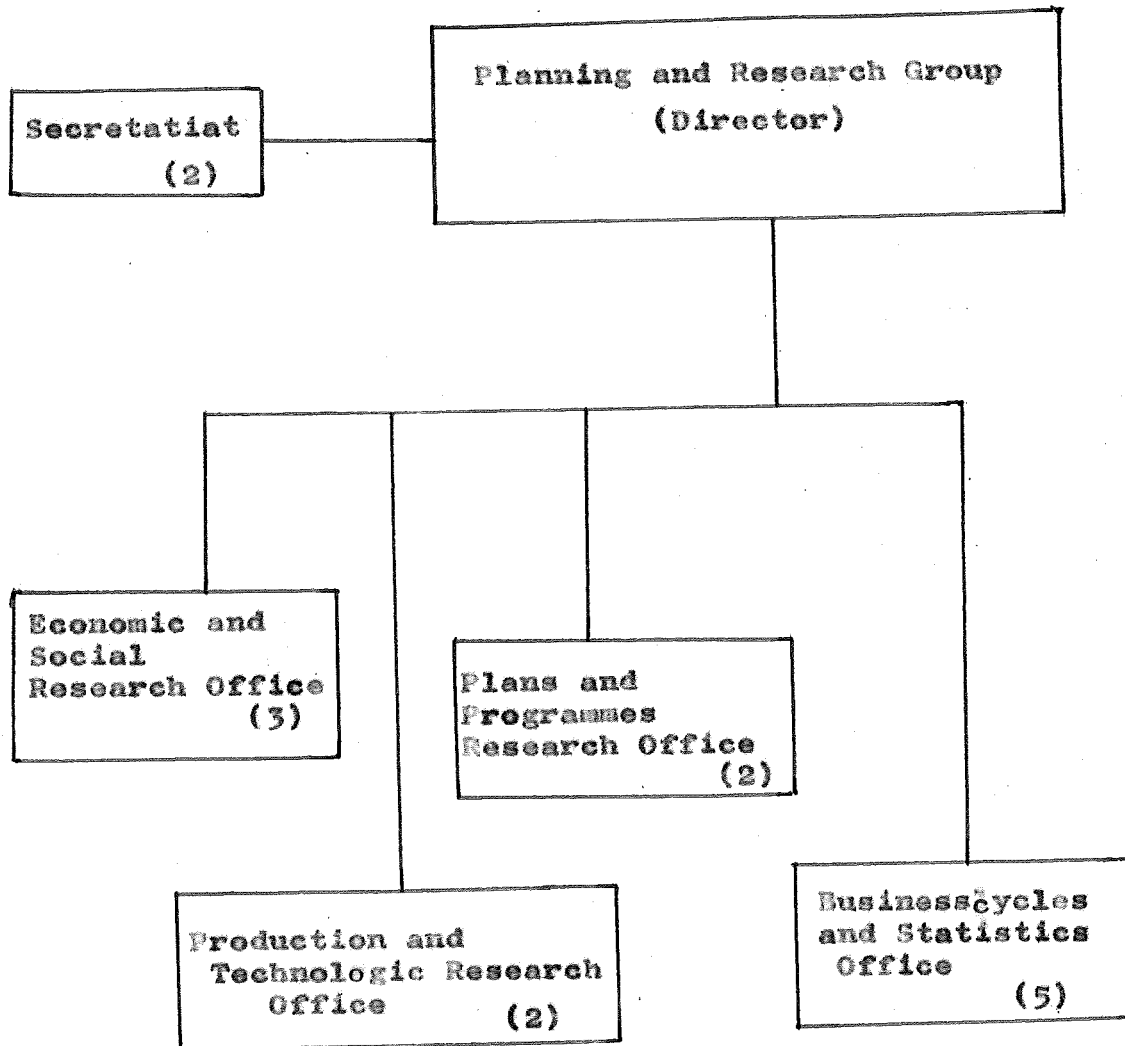 Planning and Research Group
(Director)
Secretatiat
(2)
Economic and
Social
Research Office
(3)
Plans and
Programmes
Research Office
(2)
Production and
Technologic Research
Office
(2)
Businesscycles
and Statistics
Office
(5)